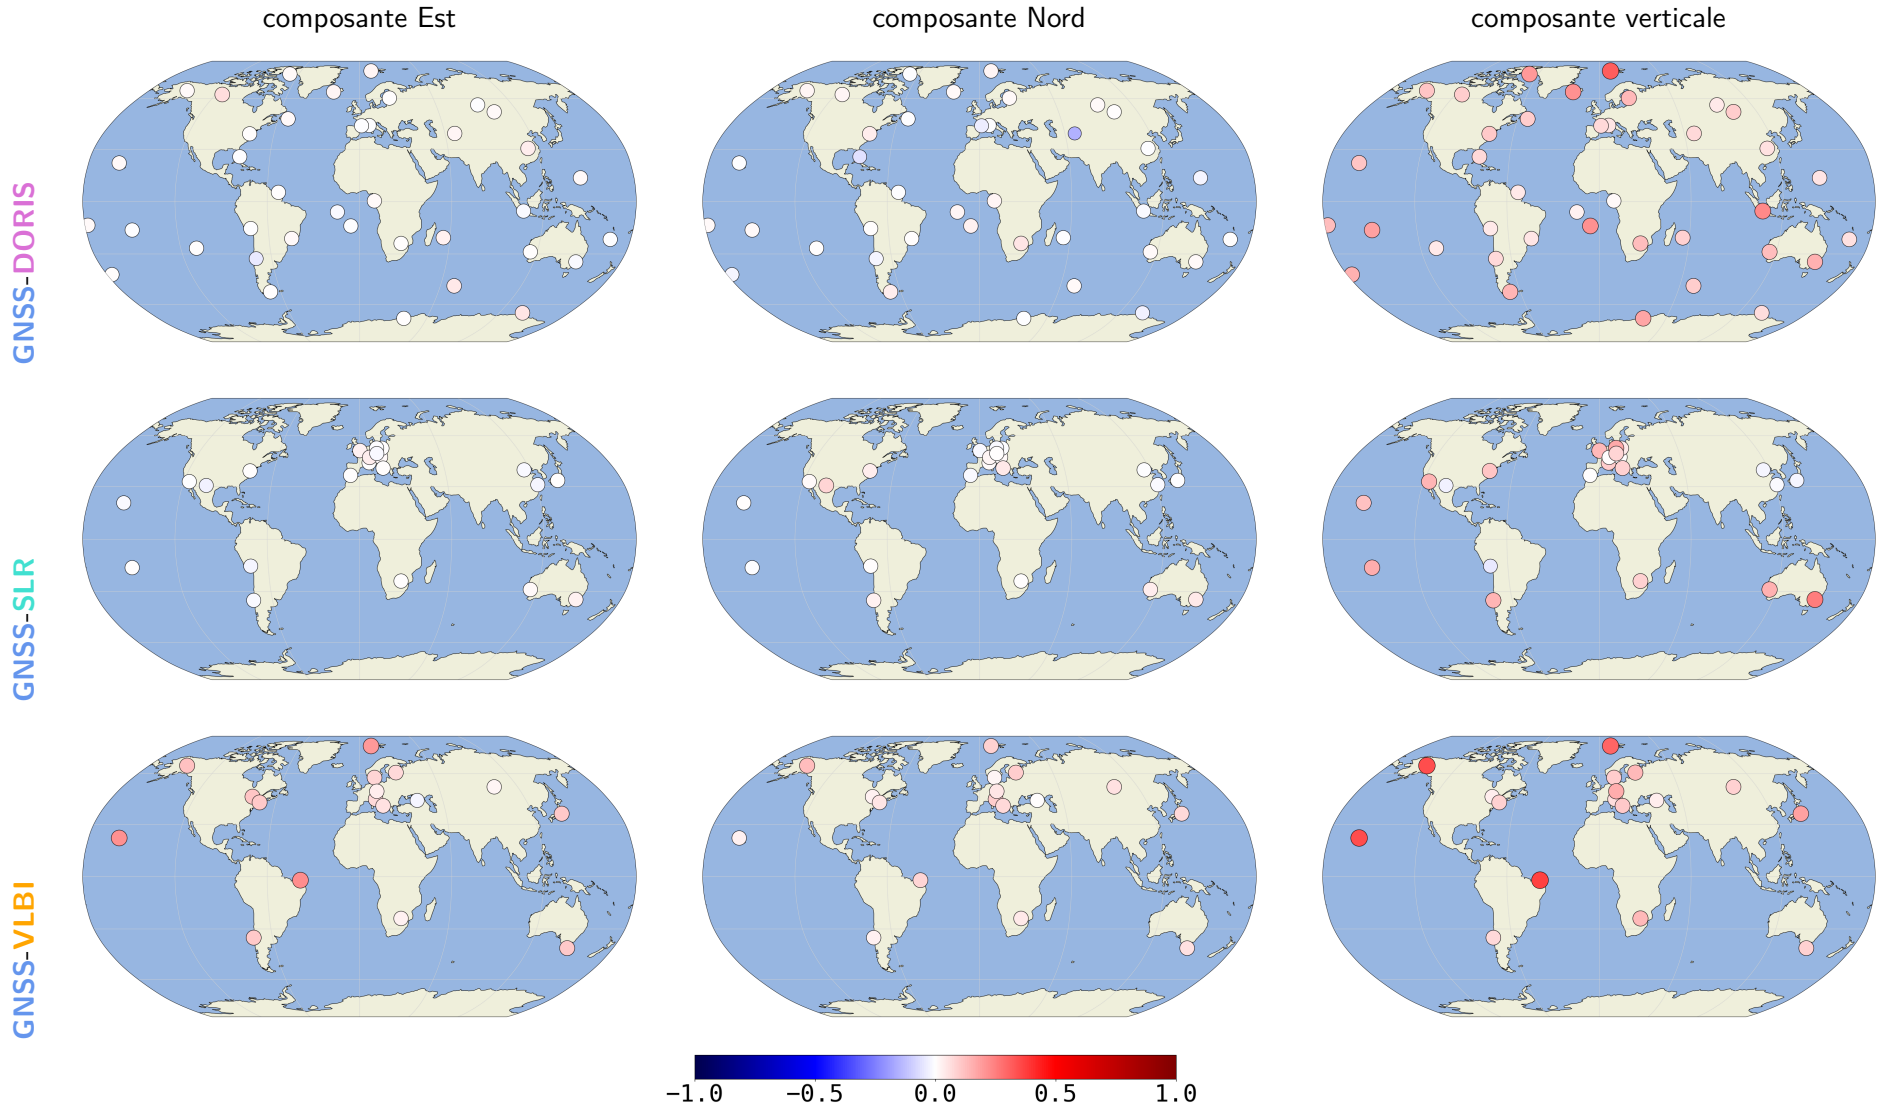 composante Est
composante Nord
composante verticale
GNSS-DORIS
GNSS-SLR
GNSS-VLBI
−1.0
−0.5
0.0
0.5
1.0